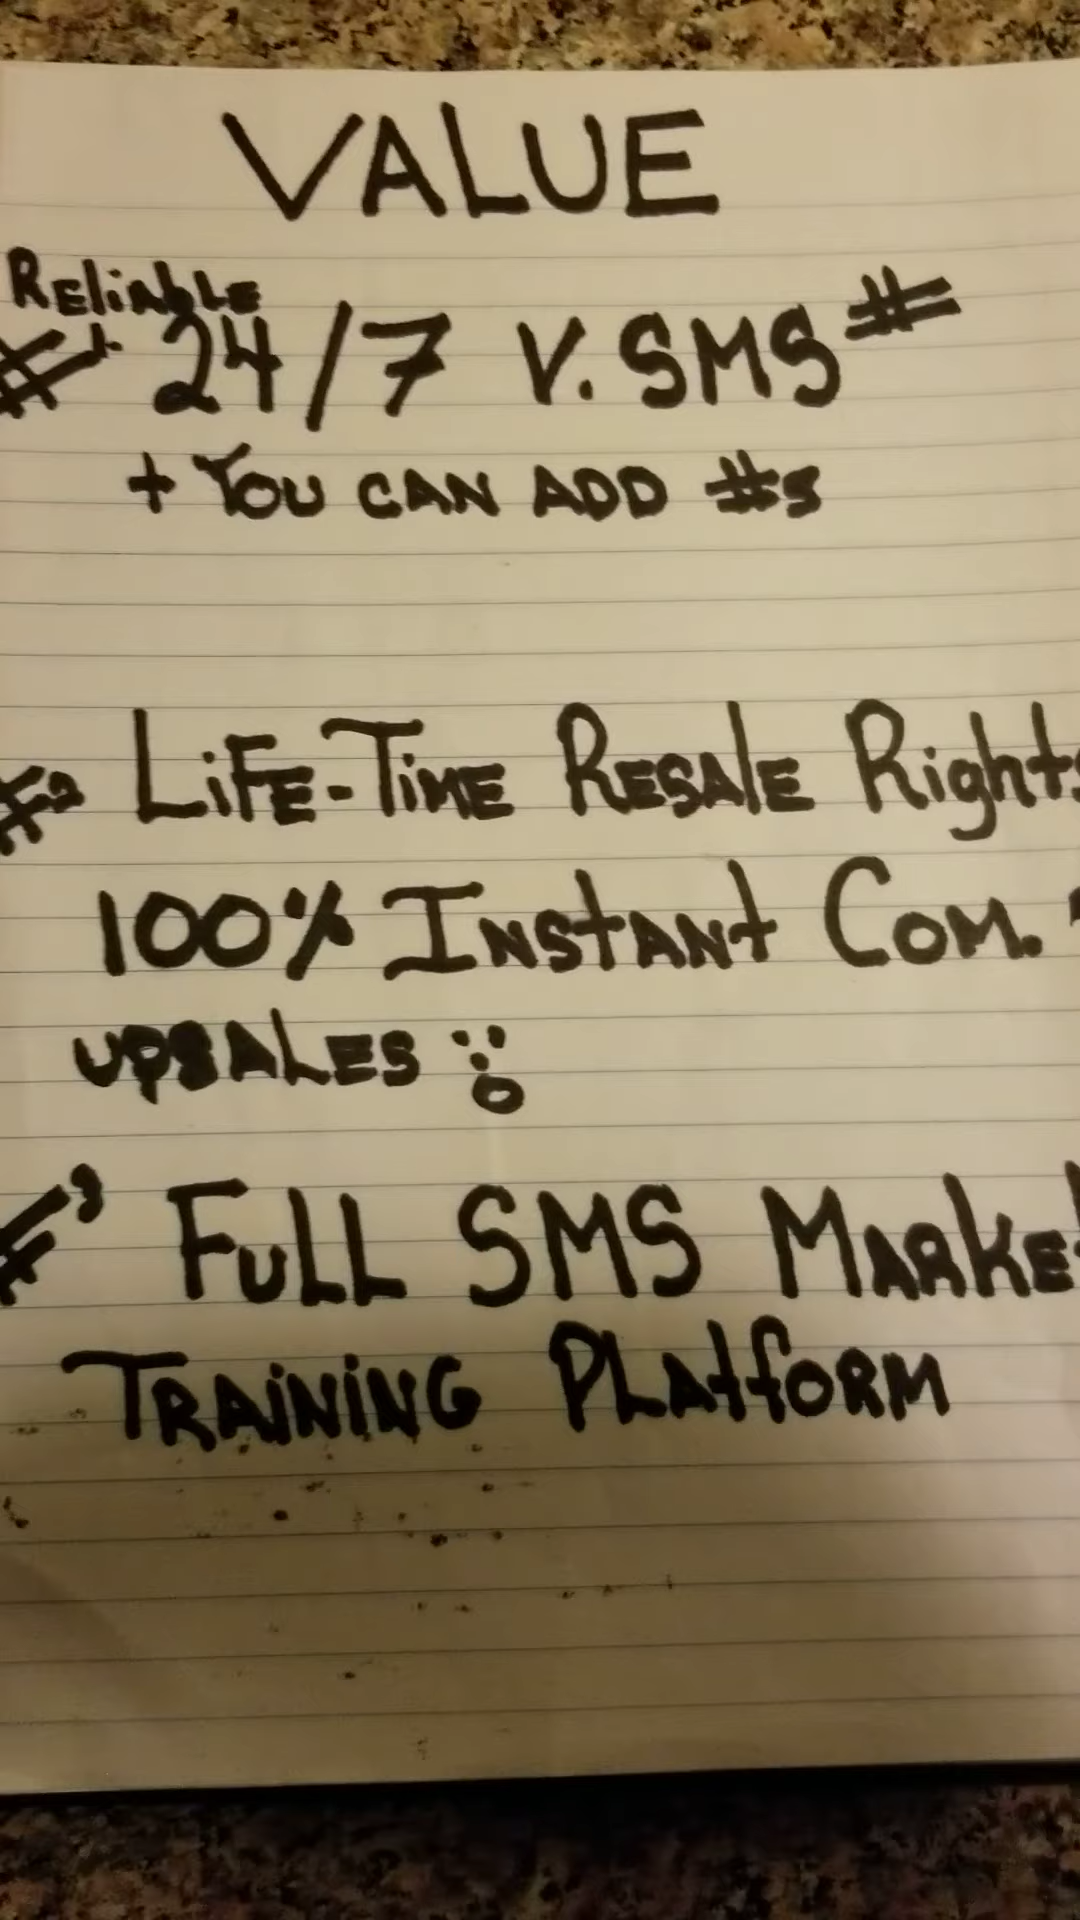 VALUE
Reliable
#1 24/7 V. SMS #
+ You CAN ADD #s
#2 LiFE-TiME RESAlE Rights
100% INStANt COM.
UPSALES
#3 FuLL SMS
TRAiNiNG PLAtfORM